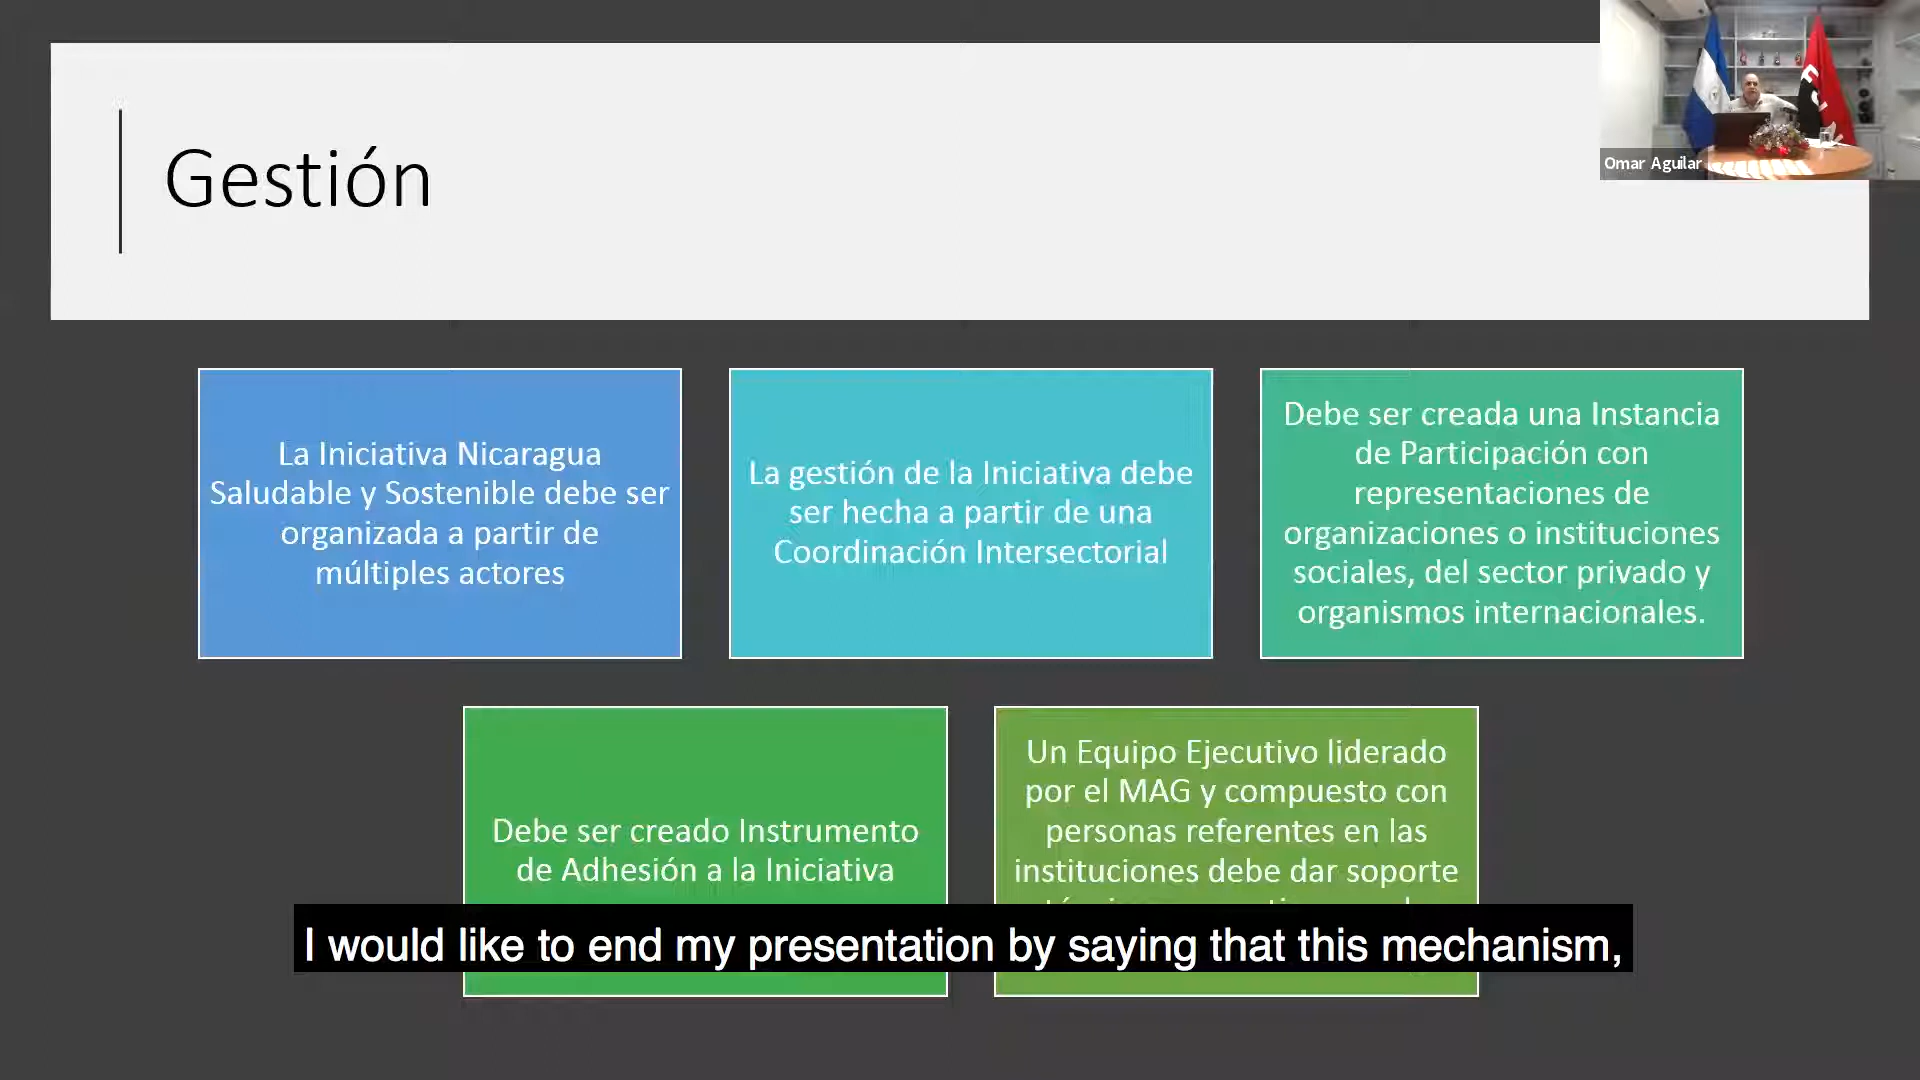 Omar Aguilar
Gestión
La Iniciativa Nicaragua
Saludable y Sostenible debe ser
organizada a partir de
múltiples actores
La gestión de la Iniciativa debe
ser hecha a partir de una
Coordinación Intersectorial
Debe ser creada una Instancia
de Participación con
representaciones de
organizaciones o instituciones
sociales, del sector privado y
organismos internacionales.
Debe ser creado Instrumento
de Adhesión a la Iniciativa
Un Equipo Ejecutivo liderado
por el MAG y compuesto con
personas referentes en las
instituciones debe dar soporte
I would like to end my presentation by saying that this mechanism,